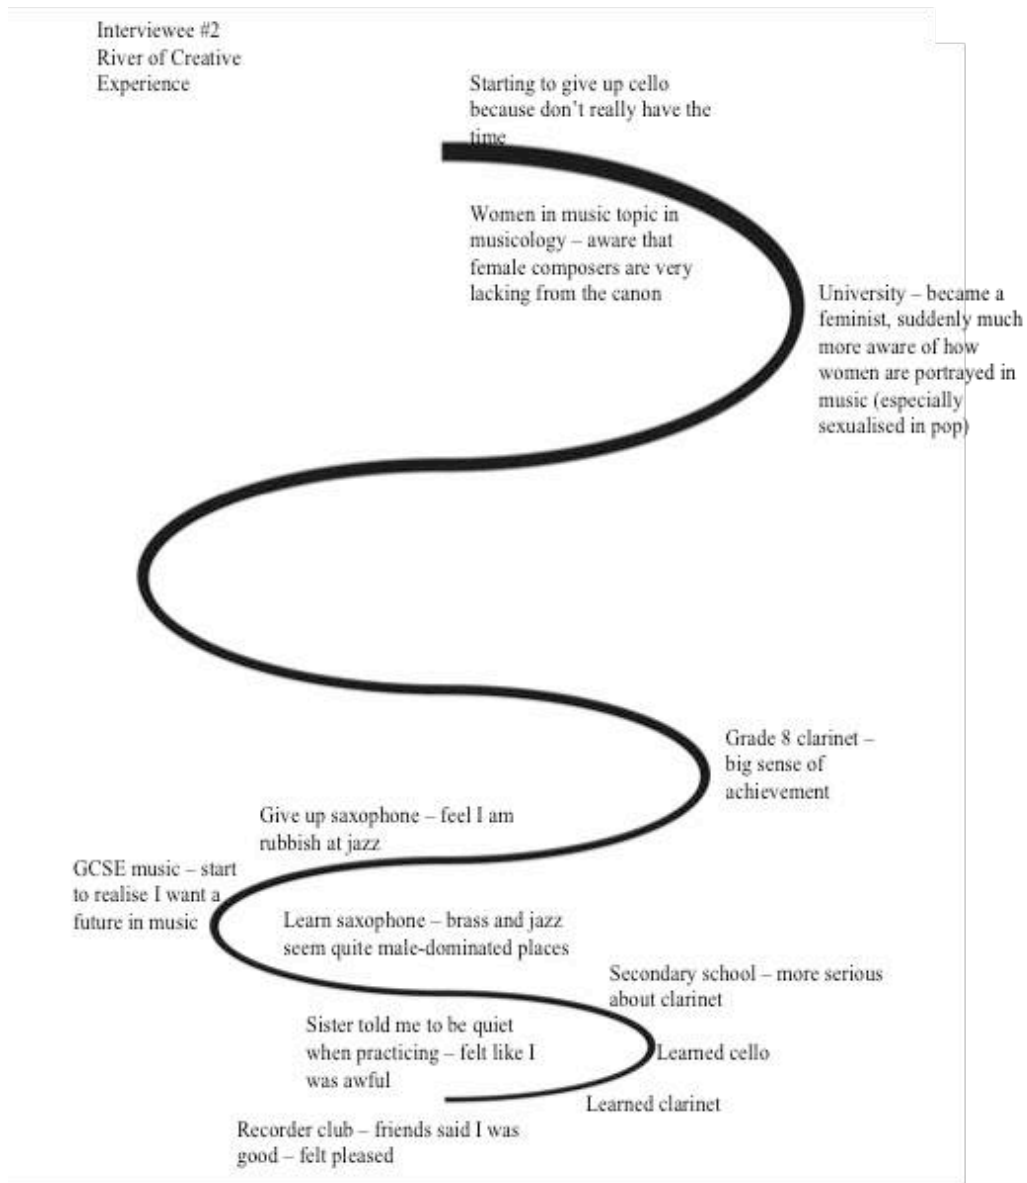 Interviewee #2
River of Creative
Experience
Starting to give up cello
because don't really have the
time
Women in music topic in
musicology – aware that
female composers are very
lacking from the canon
University – became a
feminist, suddenly much
more aware of how
women are portrayed in
music (especially
sexualised in pop)
Grade 8 clarinet –
big sense of
achievement
Give up saxophone – feel I am
rubbish at jazz
GCSE music – start
to realise I want a
future in music
Learn saxophone – brass and jazz
seem quite male-dominated places
Secondary school – more serious
about clarinet
Sister told me to be quiet
when practicing – felt like I
was awful
Learned cello
Learned clarinet
Recorder club – friends said I was
good – felt pleased